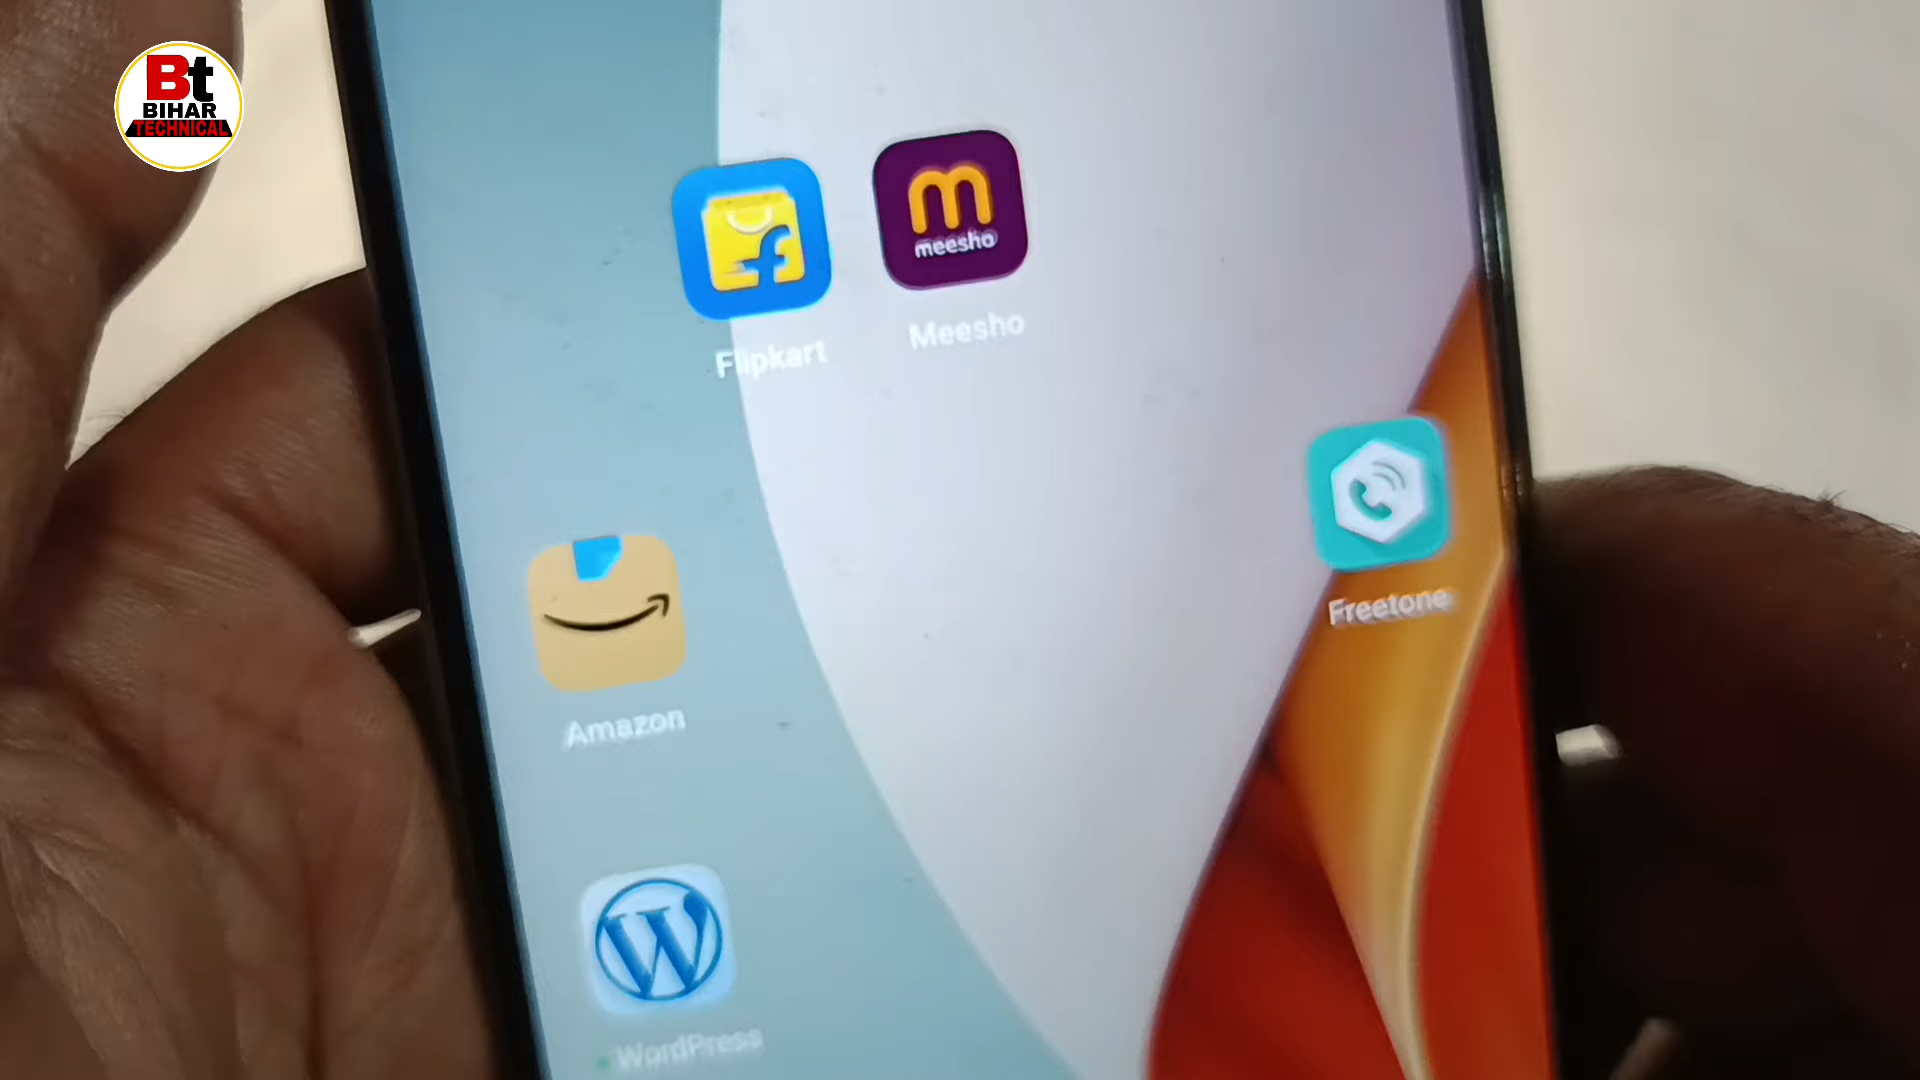 Bt
BIHAR
TECHNICAL
meesho
Flipkart
Meesho
Freetone
Amazon
WordPress